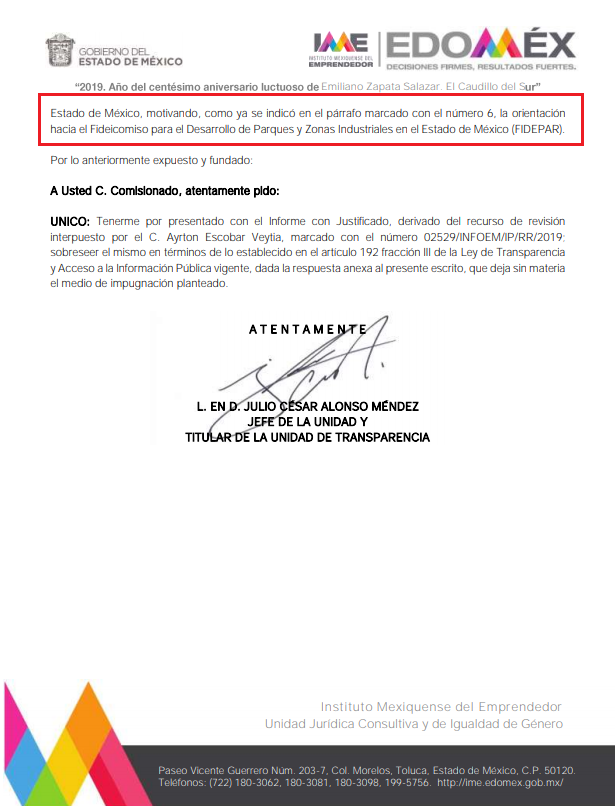 GOBIERNO DEL
ESTADO DE MÉXICO
IME
INSTITUTO MEXIQUENSE DEL
EMPRENDEDOR
EDOMÉX
DECISIONES FIRMES, RESULTADOS FUERTES.
“2019. Año del centésimo aniversario luctuoso de Emiliano Zapata Salazar. El Caudillo del Sur”
Estado de México, motivando, como ya se indicó en el párrafo marcado con el número 6, la orientación
hacia el Fideicomiso para el Desarrollo de Parques y Zonas Industriales en el Estado de México (FIDEPAR).
Por lo anteriormente expuesto y fundado:
A Usted C. Comisionado, atentamente pido:
UNICO: Tenerme por presentado con el Informe con Justificado, derivado del recurso de revisión
interpuesto por el C. Ayrton Escobar Veytia, marcado con el número 02529/INFOEM/IP/RR/2019;
sobreseer el mismo en términos de lo establecido en el artículo 192 fracción III de la Ley de Transparencia
y Acceso a la Información Pública vigente, dada la respuesta anexa al presente escrito, que deja sin materia
el medio de impugnación planteado.
ATENTAMENTE
L. EN D. JULIO CÉSAR ALONSO MÉNDEZ
JEFE DE LA UNIDAD Y
TITULAR DE LA UNIDAD DE TRANSPARENCIA
Instituto Mexiquense del Emprendedor
Unidad Jurídica Consultiva y de Igualdad de Género
Paseo Vicente Guerrero Núm. 203-7, Col. Morelos, Toluca, Estado de México, C.P. 50120.
Teléfonos: (722) 180-3062, 180-3081, 180-3098, 199-5756. http://ime.edomex.gob.mx/